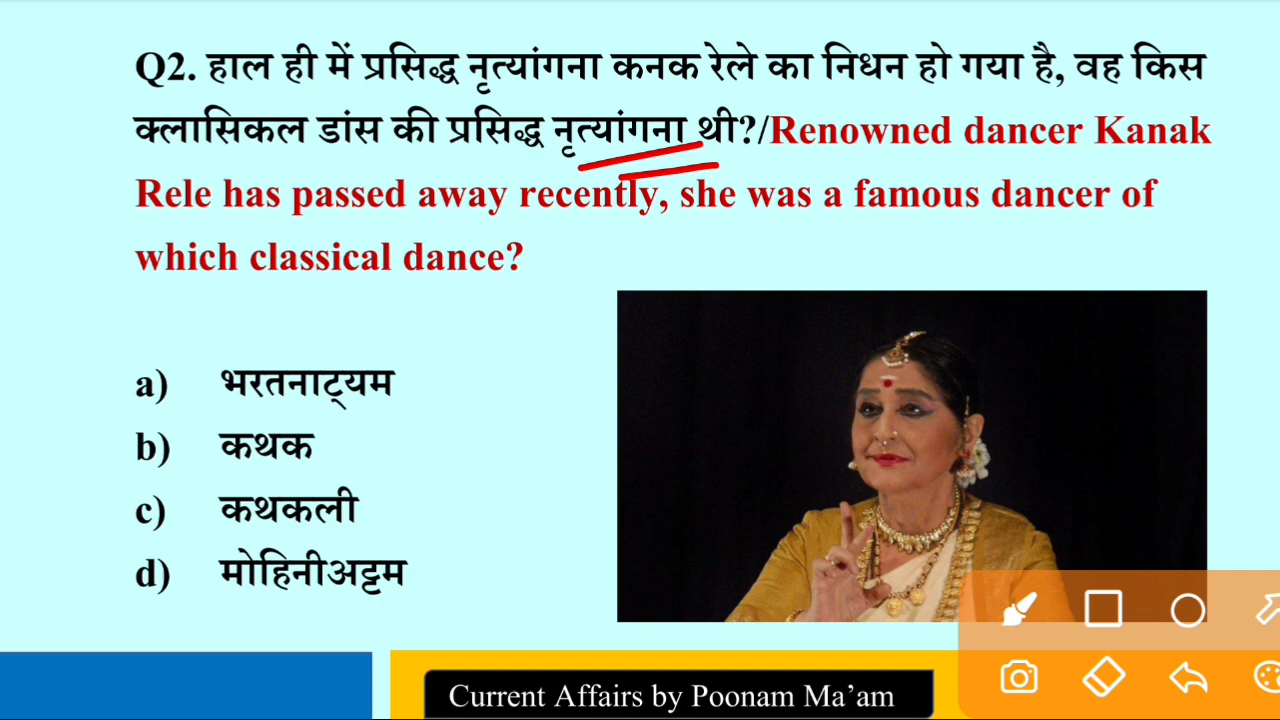 Q2. हाल ही में प्रसिद्ध नृत्यांगना कनक रेले का निधन हो गया है, वह किस
क्लासिकल डांस की प्रसिद्ध नृत्यांगना थी?/Renowned dancer Kanak
Rele has passed away recently, she was a famous dancer of
which classical dance?
a) भरतनाट्यम
b) कथक
c) कथकली
d) मोहिनीअट्टम
Current Affairs by Poonam Ma’am